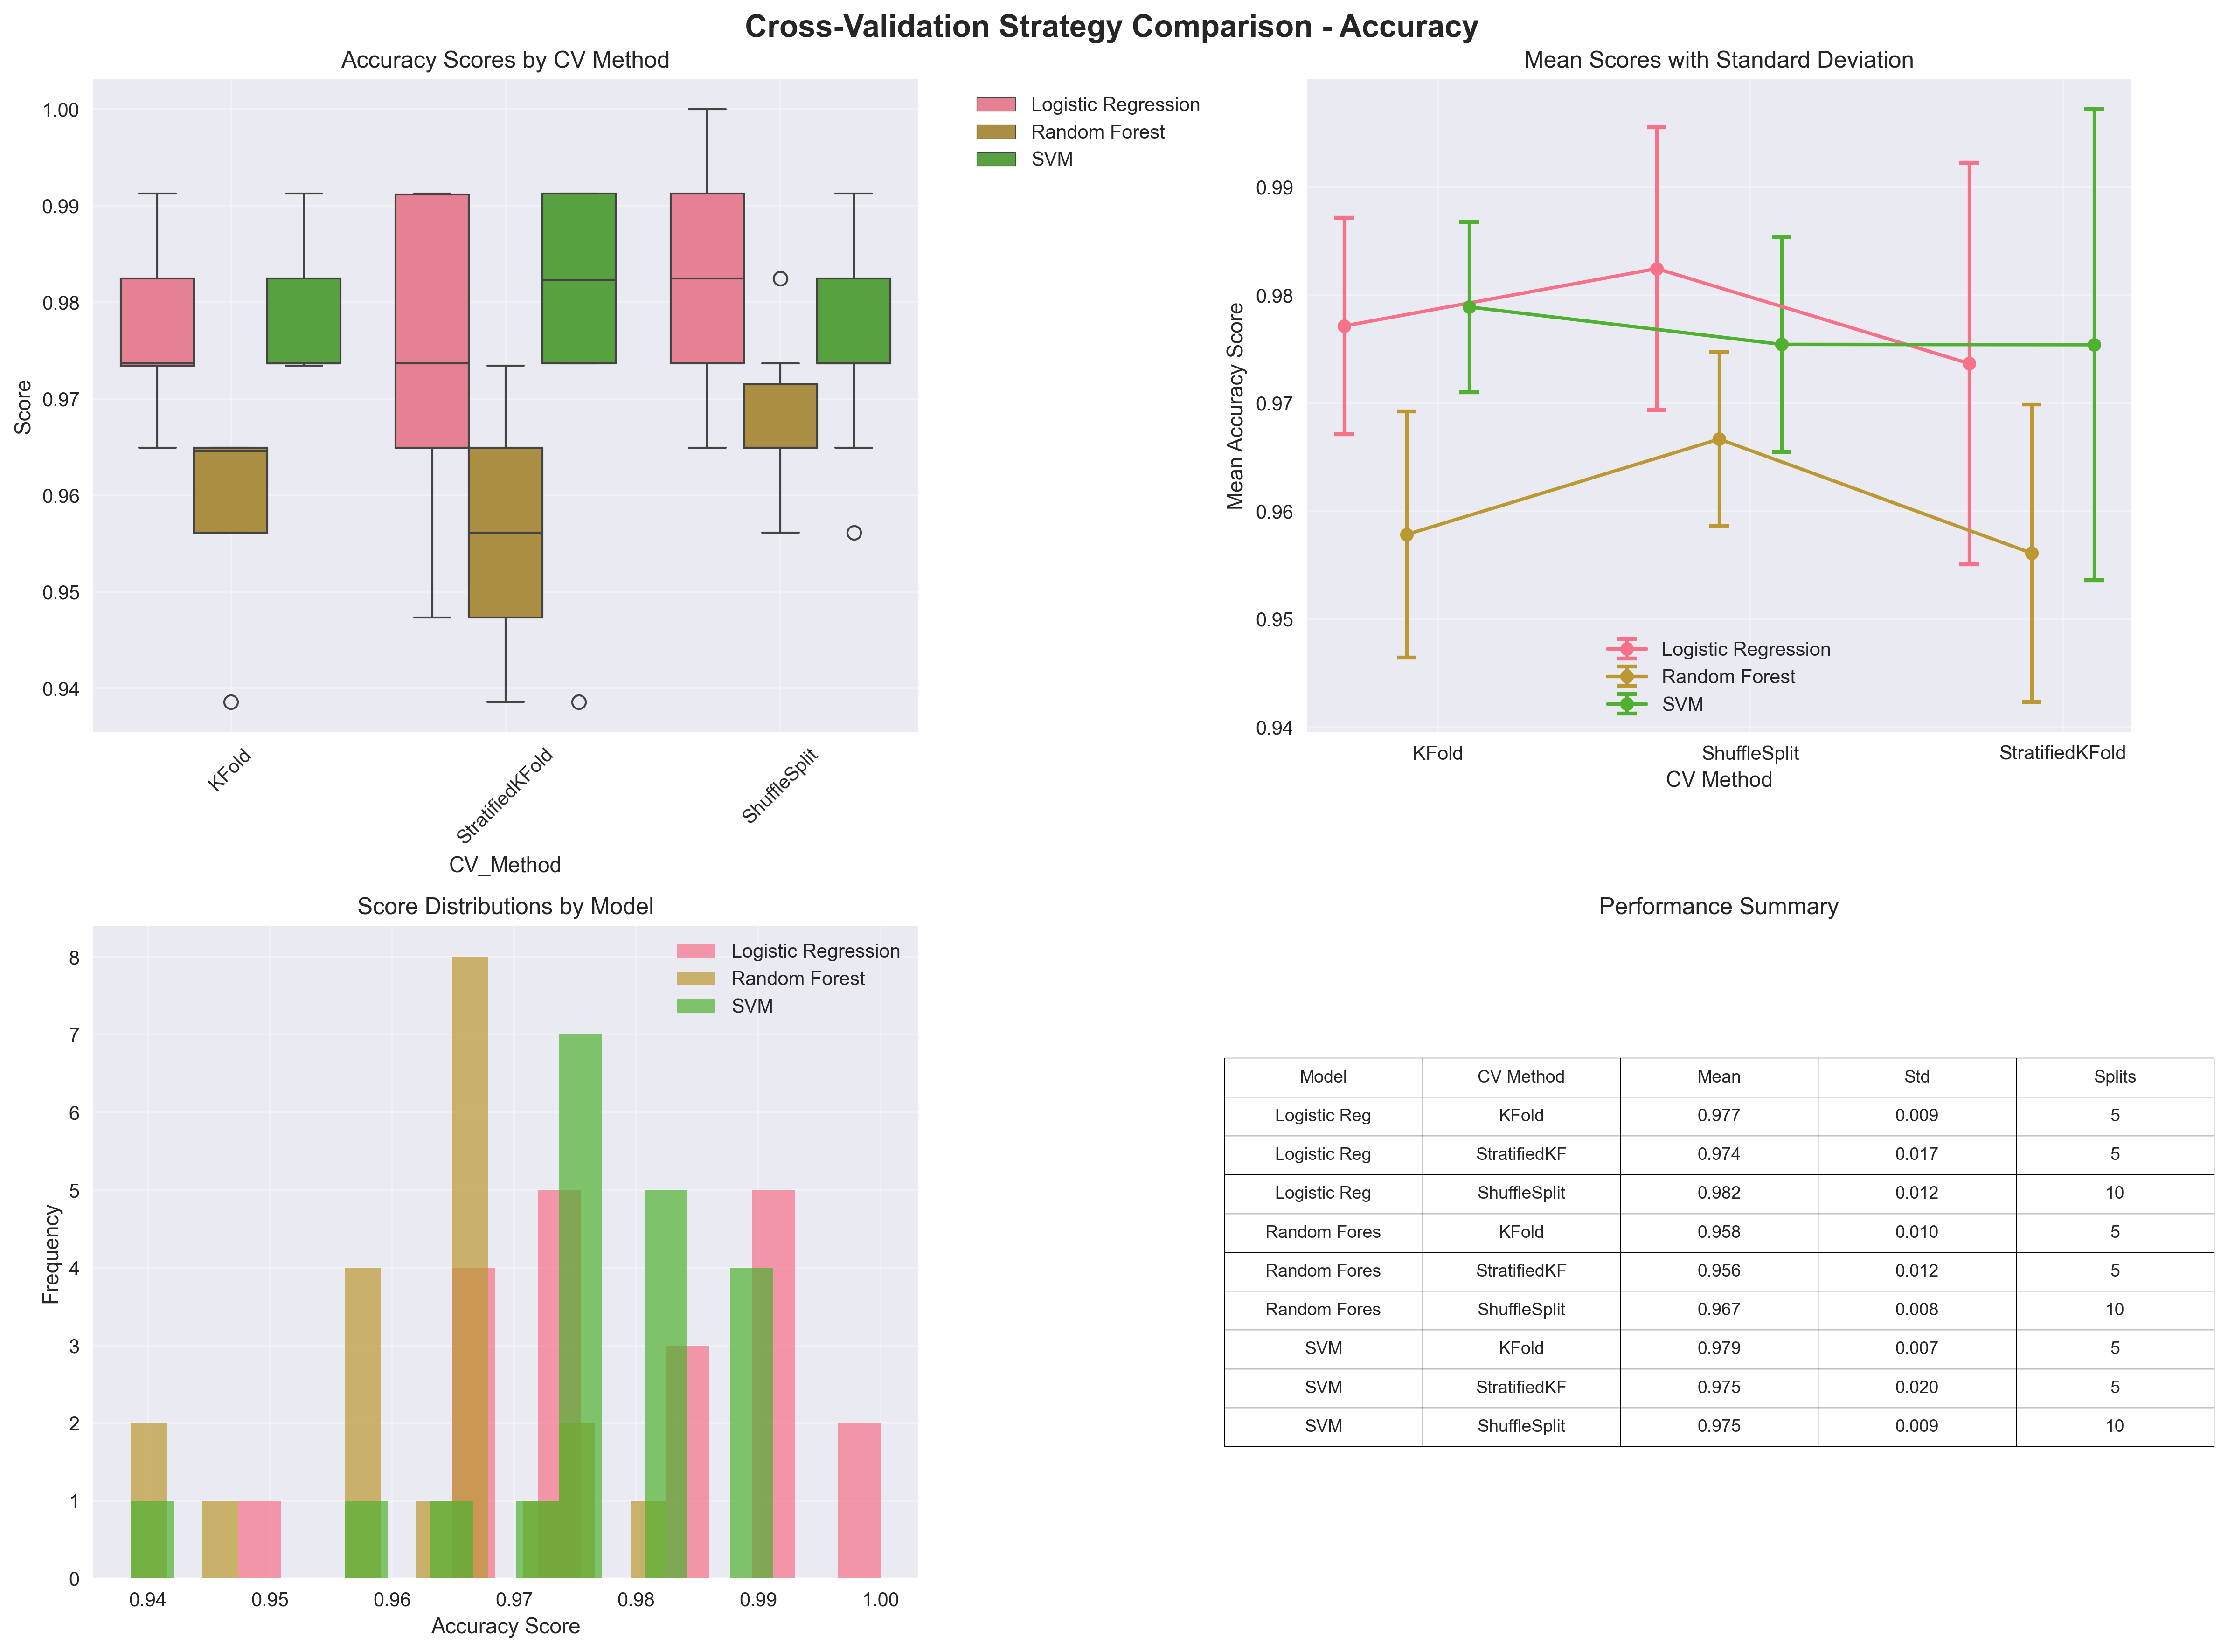 Cross-Validation Strategy Comparison - Accuracy
Accuracy Scores by CV Method
Score
1.00
0.99
0.98
0.97
0.96
0.95
0.94
KFold
StratifiedKFold
ShuffleSplit
CV_Method
Logistic Regression
Random Forest
SVM
Mean Scores with Standard Deviation
Mean Accuracy Score
0.99
0.98
0.97
0.96
0.95
0.94
Logistic Regression
Random Forest
SVM
KFold ShuffleSplit StratifiedKFold
CV Method
Score Distributions by Model
Frequency
8
7
6
5
4
3
2
1
0
Logistic Regression
Random Forest
SVM
0.94 0.95 0.96 0.97 0.98 0.99 1.00
Accuracy Score
Performance Summary
Model CV Method Mean Std Splits
Logistic Reg KFold 0.977 0.009 5
Logistic Reg StratifiedKF 0.974 0.017 5
Logistic Reg ShuffleSplit 0.982 0.012 10
Random Fores KFold 0.958 0.010 5
Random Fores StratifiedKF 0.956 0.012 5
Random Fores ShuffleSplit 0.967 0.008 10
SVM KFold 0.979 0.007 5
SVM StratifiedKF 0.975 0.020 5
SVM ShuffleSplit 0.975 0.009 10